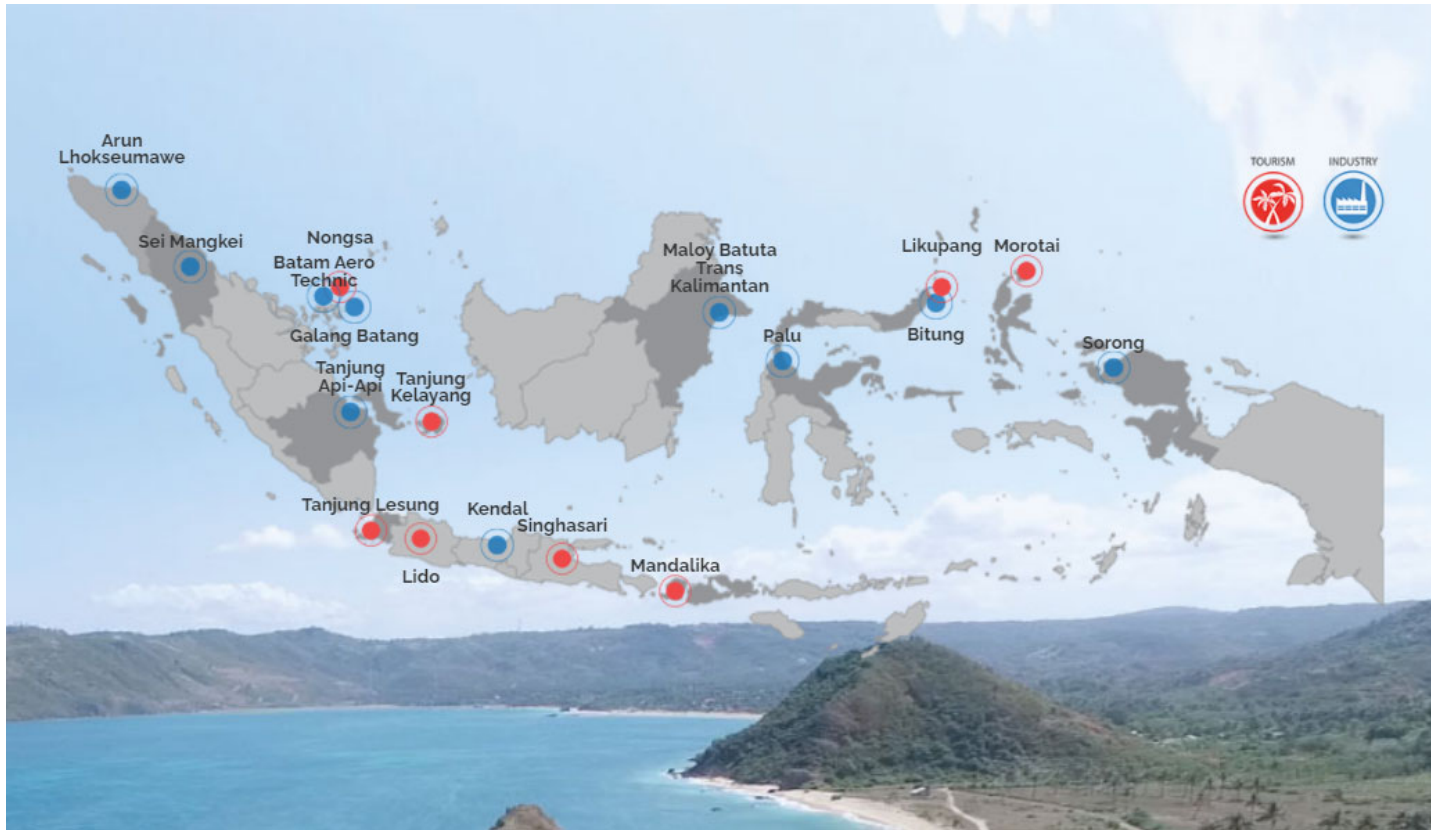 Arun
Lhokseumawe
TOURISM
INDUSTRY
Sei Mangkei
Nongsa
Batam Aero
Technic
Galang Batang
Maloy Batuta
Trans
Kalimantan
Likupang
Morotai
Bitung
Palu
Sorong
Tanjung
Api-Api
Tanjung
Kelayang
Tanjung Lesung
Kendal
Singhasari
Lido
Mandalika